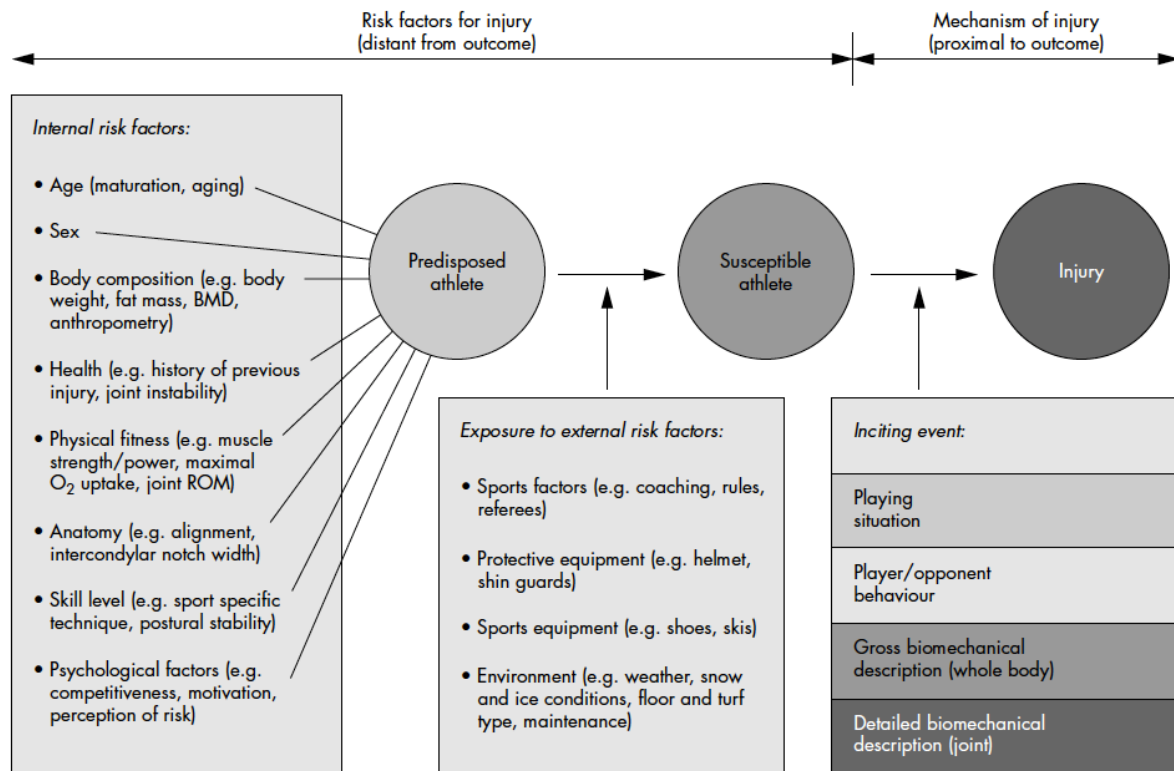 Risk factors for injury
(distant from outcome)
Mechanism of injury
(proximal to outcome)
Internal risk factors:
• Age (maturation, aging)
• Sex
• Body composition (e.g. body
weight, fat mass, BMD,
anthropometry)
• Health (e.g. history of previous
injury, joint instability)
• Physical fitness (e.g. muscle
strength/power, maximal
O₂ uptake, joint ROM)
• Anatomy (e.g. alignment,
intercondylar notch width)
• Skill level (e.g. sport specific
technique, postural stability)
• Psychological factors (e.g.
competitiveness, motivation,
perception of risk)
Predisposed
athlete
Susceptible
athlete
Injury
Exposure to external risk factors:
• Sports factors (e.g. coaching, rules,
referees)
• Protective equipment (e.g. helmet,
shin guards)
• Sports equipment (e.g. shoes, skis)
• Environment (e.g. weather, snow
and ice conditions, floor and turf
type, maintenance)
Inciting event:
Playing
situation
Player/opponent
behaviour
Gross biomechanical
description (whole body)
Detailed biomechanical
description (joint)